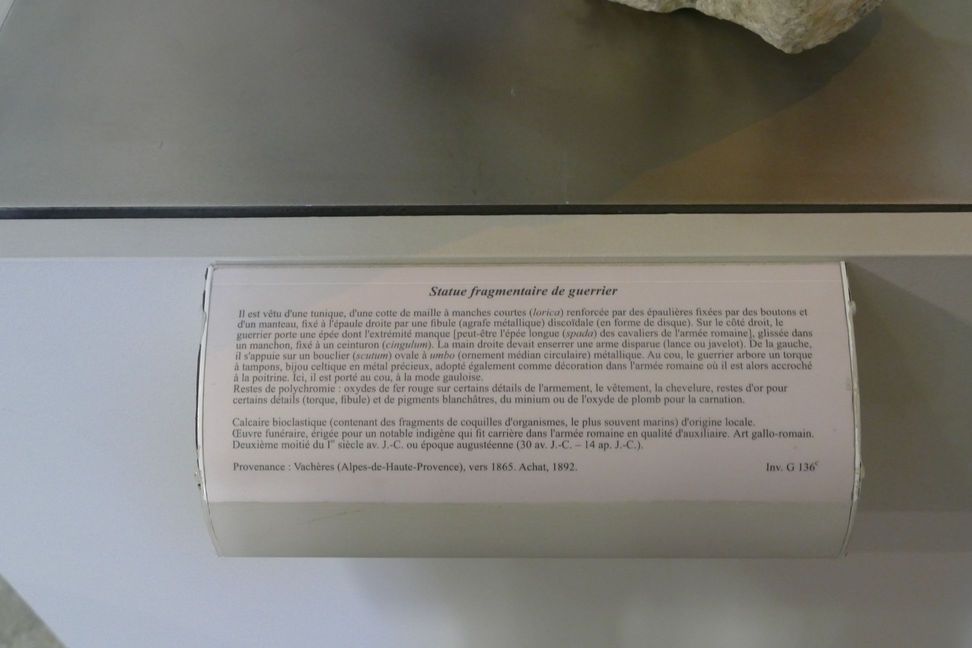 Statue fragmentaire de guerrier
Il est vêtu d'une tunique, d'une cotte de maille à manches courtes (lorica) renforcée par des épaulières fixées par des boutons et
d'un manteau, fixé à l'épaule droite par une fibule (agrafe métallique) discoïdale (en forme de disque). Sur le côté droit, le
guerrier porte une épée dont l'extrémité manque [peut-être l'épée longue (spada) des cavaliers de l'armée romaine], glissée dans
un manchon, fixé à un ceinturon (cingulum). La main droite devait enserrer une arme disparue (lance ou javelot). De la gauche,
il s'appuie sur un bouclier (scutum) ovale à umbo (ornement médian circulaire) métallique. Au cou, le guerrier arbore un torque
à tampons, bijou celtique en métal précieux, adopté également comme décoration dans l'armée romaine où il est alors accroché
à la poitrine. Ici, il est porté au cou, à la mode gauloise.
Restes de polychromie : oxydes de fer rouge sur certains détails de l'armement, le vêtement, la chevelure, restes d'or pour
certains détails (torque, fibule) et de pigments blanchâtres, du minium ou de l'oxyde de plomb pour la carnation.
Calcaire bioclastique (contenant des fragments de coquilles d'organismes, le plus souvent marins) d'origine locale.
Œuvre funéraire, érigée pour un notable indigène qui fit carrière dans l'armée romaine en qualité d'auxiliaire. Art gallo-romain.
Deuxième moitié du Ier siècle av. J.-C. ou époque augustéenne (30 av. J.-C. – 14 ap. J.-C.).
Provenance : Vachères (Alpes-de-Haute-Provence), vers 1865. Achat, 1892. Inv. G 136c